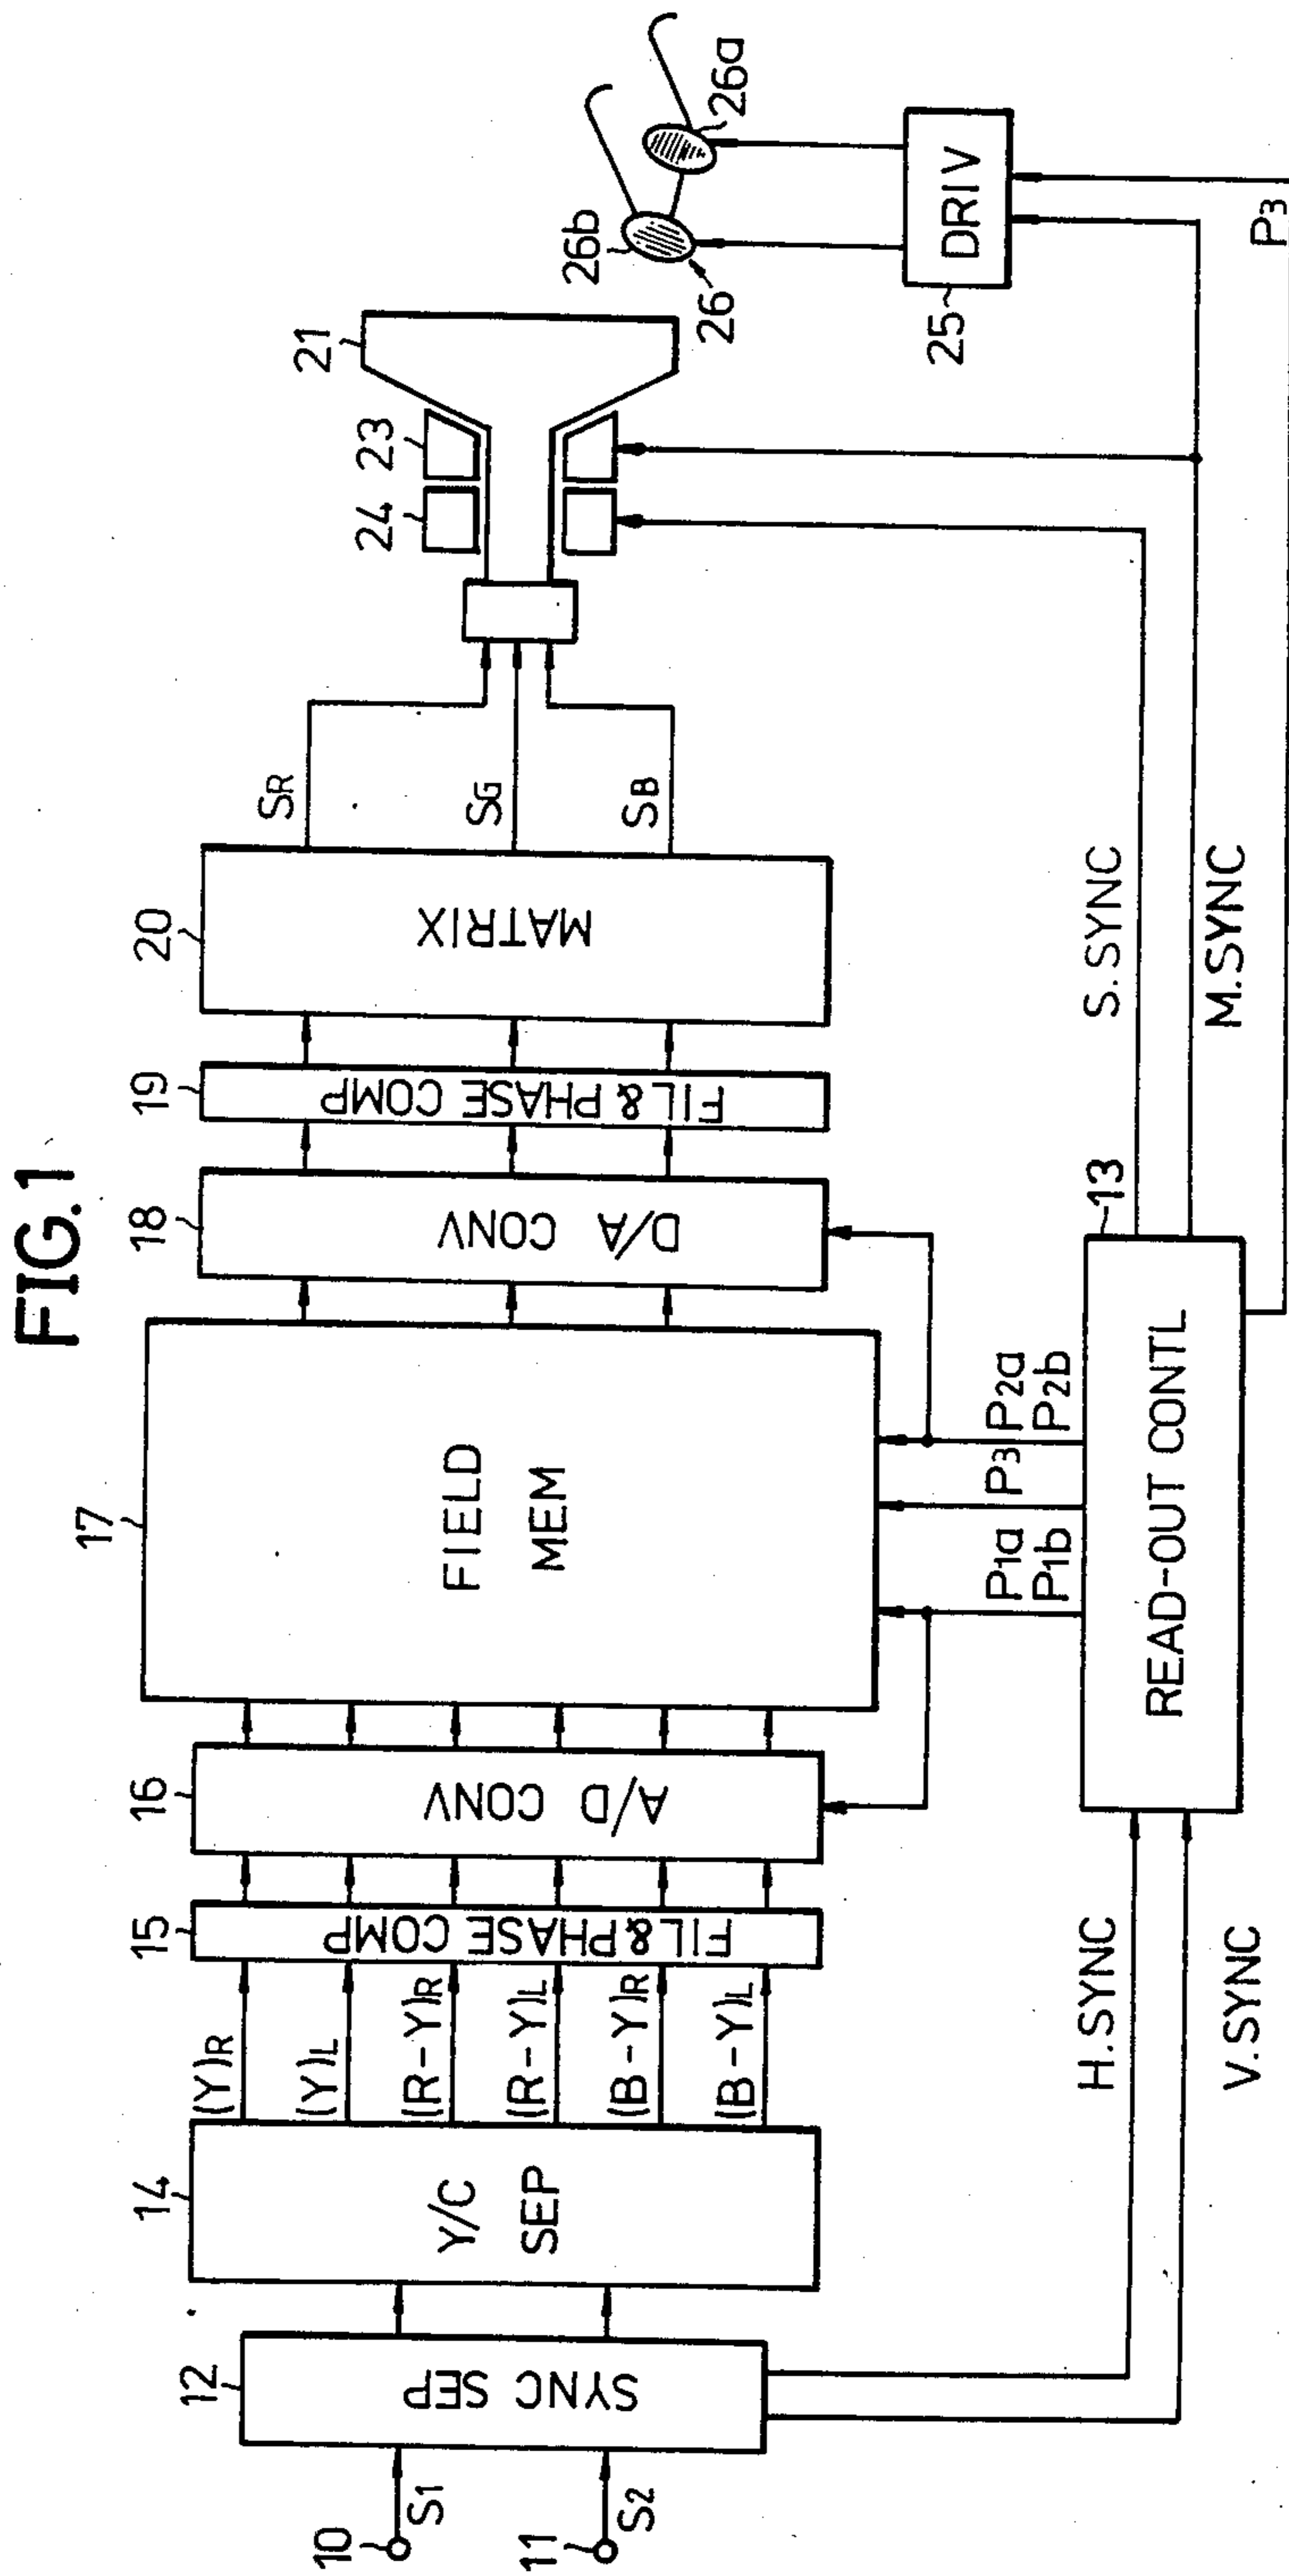 FIG.1
10
S1
11
S2
12
SYNC SEP
14
Y/C
SEP
(Y)R
(Y)L
(R-Y)R
(R-Y)L
(B-Y)R
(B-Y)L
15
FIL&PHASE COMP
16
A/D CONV
17
FIELD
MEM
18
D/A CONV
19
FIL&PHASE COMP
20
MATRIX
SR
SG
SB
24
23
21
26b
26a
26
25
DRIV
P3
H.SYNC
V.SYNC
13
READ-OUT CONTL
P1a
P1b
P3
P2a
P2b
S.SYNC
M.SYNC